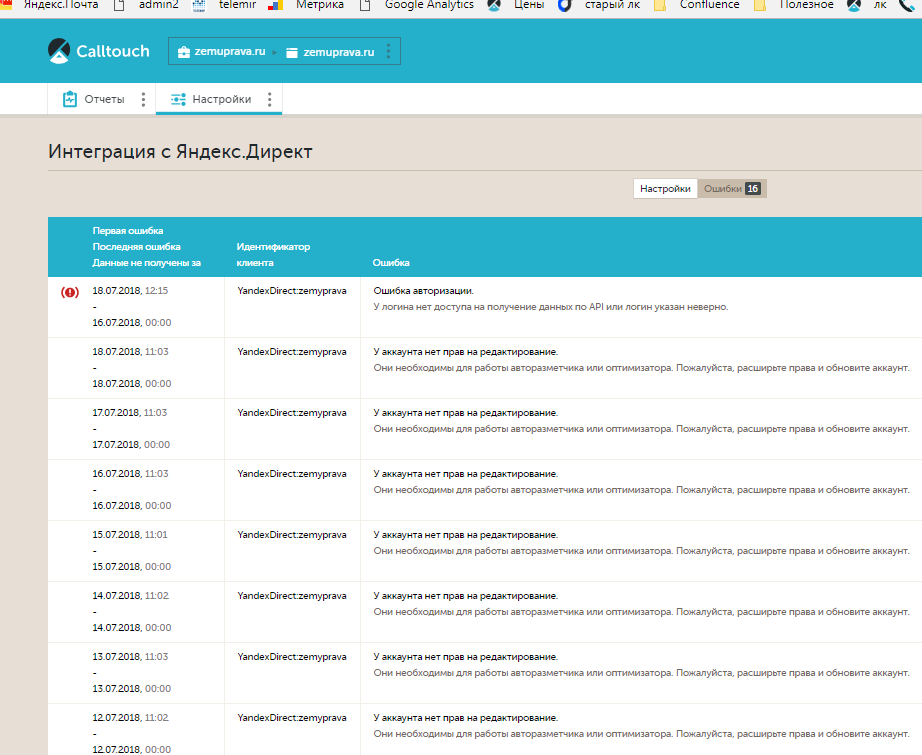 Яндекс.Почта admin2 telemir Метрика Google Analytics Цены старый лк Confluence Полезное лк
Calltouch zemuprava.ru zemuprava.ru
Отчеты Настройки
Интеграция с Яндекс.Директ
Настройки Ошибки 16
Первая ошибка
Последняя ошибка Идентификатор
Данные не получены за клиента Ошибка
18.07.2018, 12:15 YandexDirect:zemyprava Ошибка авторизации.
- У логина нет доступа на получение данных по API или логин указан неверно.
16.07.2018, 00:00
18.07.2018, 11:03 YandexDirect:zemyprava У аккаунта нет прав на редактирование.
- Они необходимы для работы авторазметчика или оптимизатора. Пожалуйста, расширьте права и обновите аккаунт.
18.07.2018, 00:00
17.07.2018, 11:03 YandexDirect:zemyprava У аккаунта нет прав на редактирование.
- Они необходимы для работы авторазметчика или оптимизатора. Пожалуйста, расширьте права и обновите аккаунт.
17.07.2018, 00:00
16.07.2018, 11:03 YandexDirect:zemyprava У аккаунта нет прав на редактирование.
- Они необходимы для работы авторазметчика или оптимизатора. Пожалуйста, расширьте права и обновите аккаунт.
16.07.2018, 00:00
15.07.2018, 11:01 YandexDirect:zemyprava У аккаунта нет прав на редактирование.
- Они необходимы для работы авторазметчика или оптимизатора. Пожалуйста, расширьте права и обновите аккаунт.
15.07.2018, 00:00
14.07.2018, 11:02 YandexDirect:zemyprava У аккаунта нет прав на редактирование.
- Они необходимы для работы авторазметчика или оптимизатора. Пожалуйста, расширьте права и обновите аккаунт.
14.07.2018, 00:00
13.07.2018, 11:03 YandexDirect:zemyprava У аккаунта нет прав на редактирование.
- Они необходимы для работы авторазметчика или оптимизатора. Пожалуйста, расширьте права и обновите аккаунт.
13.07.2018, 00:00
12.07.2018, 11:02 YandexDirect:zemyprava У аккаунта нет прав на редактирование.
- Они необходимы для работы авторазметчика или оптимизатора. Пожалуйста, расширьте права и обновите аккаунт.
12.07.2018, 00:00